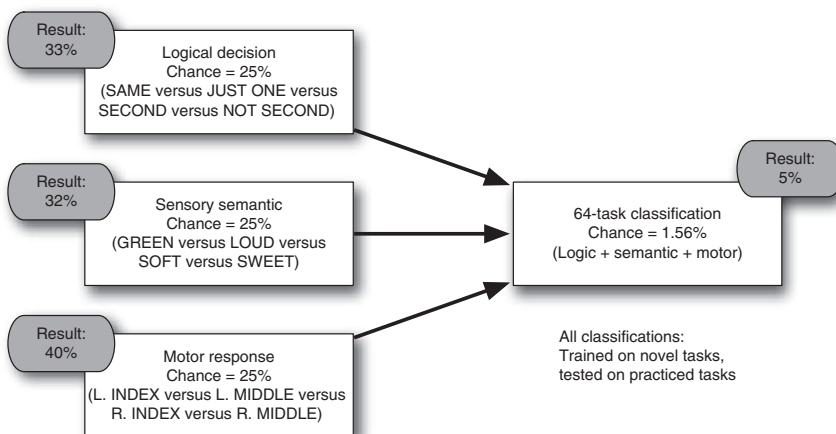 Result:
33%
Logical decision
Chance = 25%
(SAME versus JUST ONE versus
SECOND versus NOT SECOND)
Result:
32%
Sensory semantic
Chance = 25%
(GREEN versus LOUD versus
SOFT versus SWEET)
Result:
40%
Motor response
Chance = 25%
(L. INDEX versus L. MIDDLE versus
R. INDEX versus R. MIDDLE)
Result:
5%
64-task classification
Chance = 1.56%
(Logic + semantic + motor)
All classifications:
Trained on novel tasks,
tested on practiced tasks